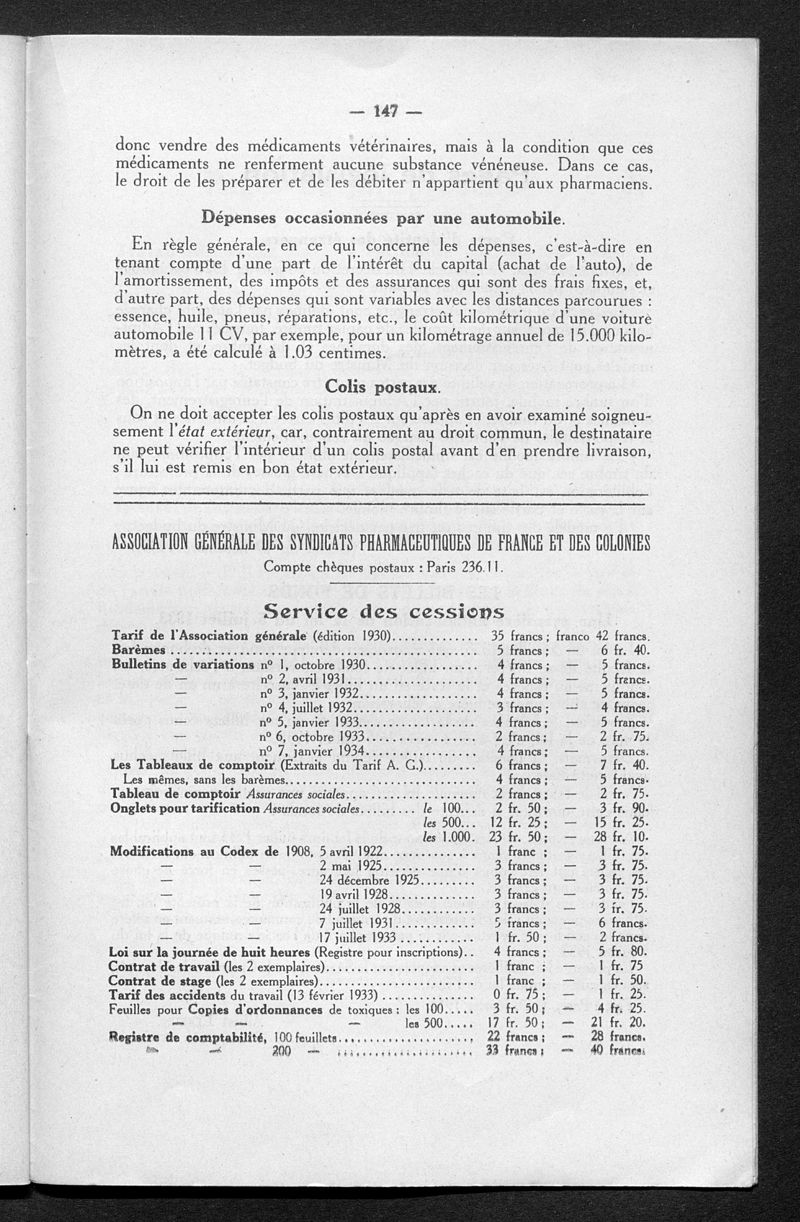 — 147 —
donc vendre des médicaments vétérinaires, mais à la condition que ces
médicaments ne renferment aucune substance vénéneuse. Dans ce cas,
le droit de les préparer et de les débiter n'appartient qu'aux pharmaciens.
Dépenses occasionnées par une automobile.
En règle générale, en ce qui concerne les dépenses, c'est-à-dire en
tenant compte d'une part de l'intérêt du capital (achat de l'auto), de
l'amortissement, des impôts et des assurances qui sont des frais fixes, et,
d'autre part, des dépenses qui sont variables avec les distances parcourues :
essence, huile, pneus, réparations, etc., le coût kilométrique d'une voiture
automobile 11 CV, par exemple, pour un kilométrage annuel de 15.000 kilo-
mètres, a été calculé à 1.03 centimes.
Colis postaux.
On ne doit accepter les colis postaux qu'après en avoir examiné soigneu-
sement l'état extérieur, car, contrairement au droit commun, le destinataire
ne peut vérifier l'intérieur d'un colis postal avant d'en prendre livraison,
s'il lui est remis en bon état extérieur.
ASSOCIATION GÉNÉRALE DES SYNDICATS PHARMACEUTIQUES DE FRANCE ET DES COLONIES
Compte chèques postaux : Paris 236.11.
Service des cessions
Tarif de l'Association générale (édition 1930).............. 35 francs ; franco 42 francs.
Barèmes .................................................. 5 francs ; — 6 fr. 40.
Bulletins de variations nº 1, octobre 1930.................. 4 francs ; — 5 francs.
— nº 2, avril 1931..................... 4 francs ; — 5 francs.
— nº 3, janvier 1932................... 4 francs ; — 5 francs.
— nº 4, juillet 1932.................... 3 francs ; — 4 francs.
— nº 5, janvier 1933................... 4 francs ; — 5 francs.
— nº 6, octobre 1933.................. 2 francs ; — 2 fr. 75.
— nº 7, janvier 1934.................. 4 francs ; — 5 francs.
Les Tableaux de comptoir (Extraits du Tarif A. G.)......... 6 francs ; — 7 fr. 40.
Les mêmes, sans les barèmes............................... 4 francs ; — 5 francs.
Tableau de comptoir Assurances sociales..................... 2 francs ; — 2 fr. 75.
Onglets pour tarification Assurances sociales......... le 100... 2 fr. 50 ; — 3 fr. 90.
les 500... 12 fr. 25 ; — 15 fr. 25.
les 1.000. 23 fr. 50 ; — 28 fr. 10.
Modifications au Codex de 1908, 5 avril 1922............... 1 franc ; — 1 fr. 75.
— — 2 mai 1925............... 3 francs ; — 3 fr. 75.
— — 24 décembre 1925......... 3 francs ; — 3 fr. 75.
— — 19 avril 1928.............. 3 francs ; — 3 fr. 75.
— — 24 juillet 1928............ 3 francs ; — 3 fr. 75.
— — 7 juillet 1931............. 5 francs ; — 6 francs.
— — 17 juillet 1933 ............ 1 fr. 50 ; — 2 francs.
Loi sur la journée de huit heures (Registre pour inscriptions).. 4 francs ; — 5 fr. 80.
Contrat de travail (les 2 exemplaires)........................ 1 franc ; — 1 fr. 75
Contrat de stage (les 2 exemplaires)......................... 1 franc ; — 1 fr. 50.
Tarif des accidents du travail (13 février 1933) ............... 0 fr. 75 ; — 1 fr. 25.
Feuilles pour Copies d'ordonnances de toxiques : les 100..... 3 fr. 50 ; — 4 fr. 25.
— — — les 500..... 17 fr. 50 ; — 21 fr. 20.
Registre de comptabilité, 100 feuillets...................... 22 francs ; — 28 francs.
— — 200 — ...................... 33 francs ; — 40 francs.